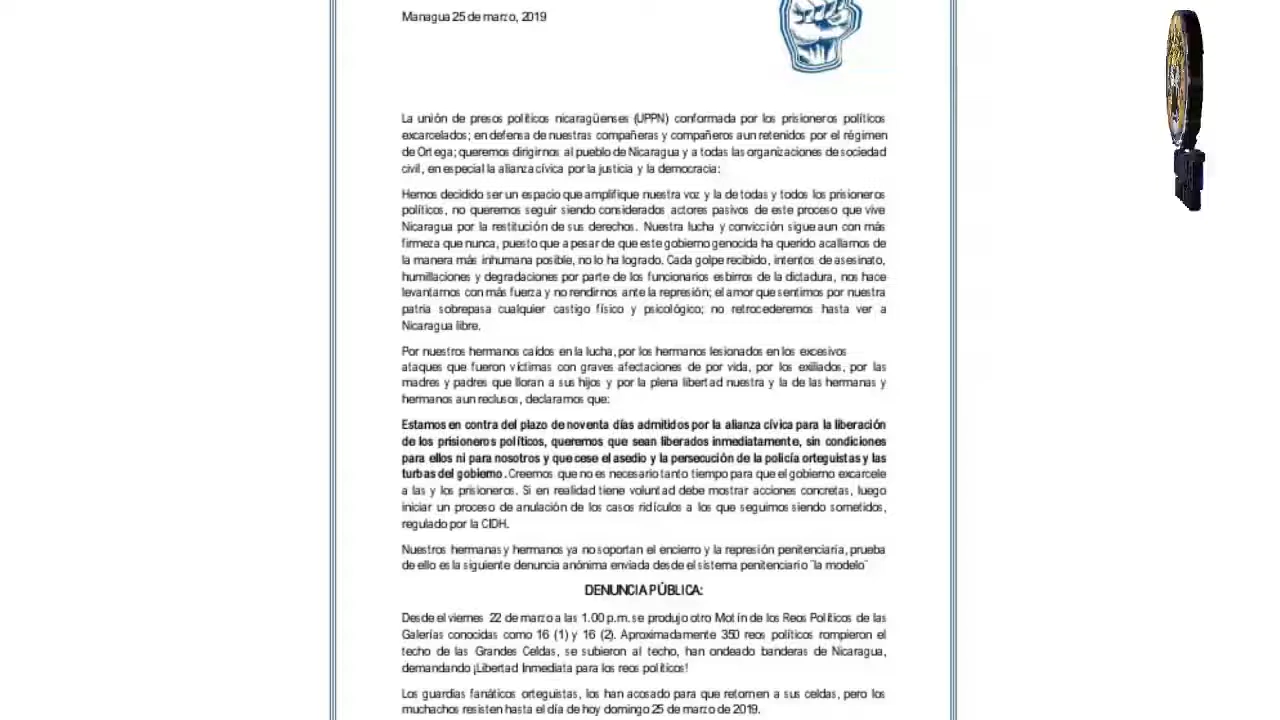 Managua 25 de marzo, 2019
La unión de presos políticos nicaragüenses (UPPN) conformada por los prisioneros políticos
excarcelados; en defensa de nuestras compañeras y compañeros aun retenidos por el régimen
de Ortega; queremos dirigirnos al pueblo de Nicaragua y a todas las organizaciones de sociedad
civil, en especial la alianza cívica por la justicia y la democracia:
Hemos decidido ser un espacio que amplifique nuestra voz y la de todas y todos los prisioneros
políticos, no queremos seguir siendo considerados actores pasivos de este proceso que vive
Nicaragua por la restitución de sus derechos. Nuestra lucha y convicción sigue aun con más
firmeza que nunca, puesto que a pesar de que este gobierno genocida ha querido acallarnos de
la manera más inhumana posible, no lo ha logrado. Cada golpe recibido, intentos de asesinato,
humillaciones y degradaciones por parte de los funcionarios esbirros de la dictadura, nos hace
levantarnos con más fuerza y no rendirnos ante la represión; el amor que sentimos por nuestra
patria sobrepasa cualquier castigo físico y psicológico; no retrocederemos hasta ver a
Nicaragua libre.
Por nuestros hermanos caídos en la lucha, por los hermanos lesionados en los excesivos
ataques que fueron víctimas con graves afectaciones de por vida, por los exiliados, por las
madres y padres que lloran a sus hijos y por la plena libertad nuestra y la de las hermanas y
hermanos aun reclusos, declaramos que:
Estamos en contra del plazo de noventa días admitidos por la alianza cívica para la liberación
de los prisioneros políticos, queremos que sean liberados inmediatamente, sin condiciones
para ellos ni para nosotros y que cese el asedio y la persecución de la policía orteguistas y las
turbas del gobierno. Creemos que no es necesario tanto tiempo para que el gobierno excarcele
a las y los prisioneros. Si en realidad tiene voluntad debe mostrar acciones concretas, luego
iniciar un proceso de anulación de los casos ridículos a los que seguimos siendo sometidos,
regulado por la CIDH.
Nuestros hermanas y hermanos ya no soportan el encierro y la represión penitenciaria, prueba
de ello es la siguiente denuncia anónima enviada desde el sistema penitenciario ¨la modelo¨
DENUNCIA PÚBLICA:
Desde el viernes 22 de marzo a las 1.00 p.m. se produjo otro Motín de los Reos Políticos de las
Galerías conocidas como 16 (1) y 16 (2). Aproximadamente 350 reos políticos rompieron el
techo de las Grandes Celdas, se subieron al techo, han ondeado banderas de Nicaragua,
demandando ¡Libertad Inmediata para los reos políticos!
Los guardias fanáticos orteguistas, los han acosado para que retornen a sus celdas, pero los
muchachos resisten hasta el día de hoy domingo 25 de marzo de 2019.